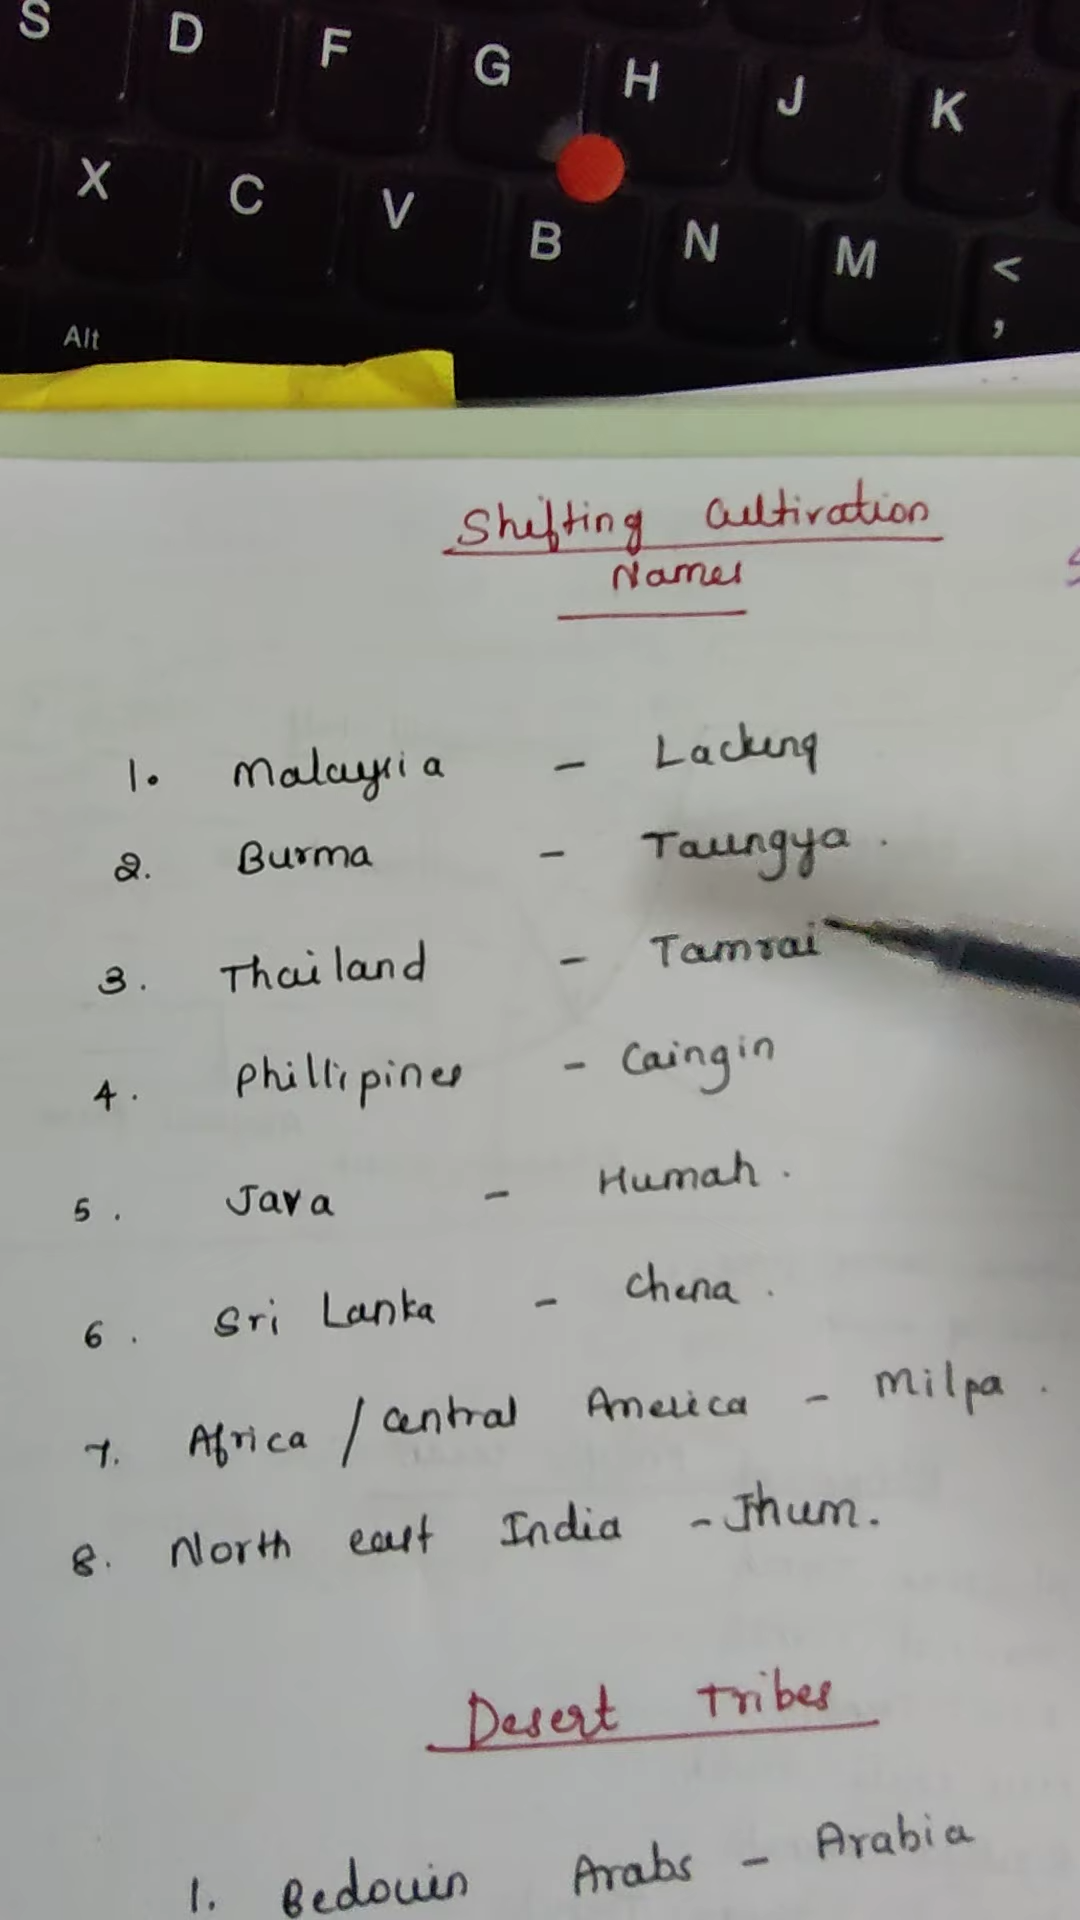 S D F G H J K
X C V B N M <
Alt ,
Shifting Cultivation
Names
1. Malaysia - Lacking
2. Burma - Taungya.
3. Thailand - Tamrai
4. Phillipines - Caingin
5. Java - Humah.
6. Sri Lanka - Chena.
7. Africa / Central America - Milpa.
8. North east India - Jhum.
Desert Tribes
1. Bedouin Arabs - Arabia